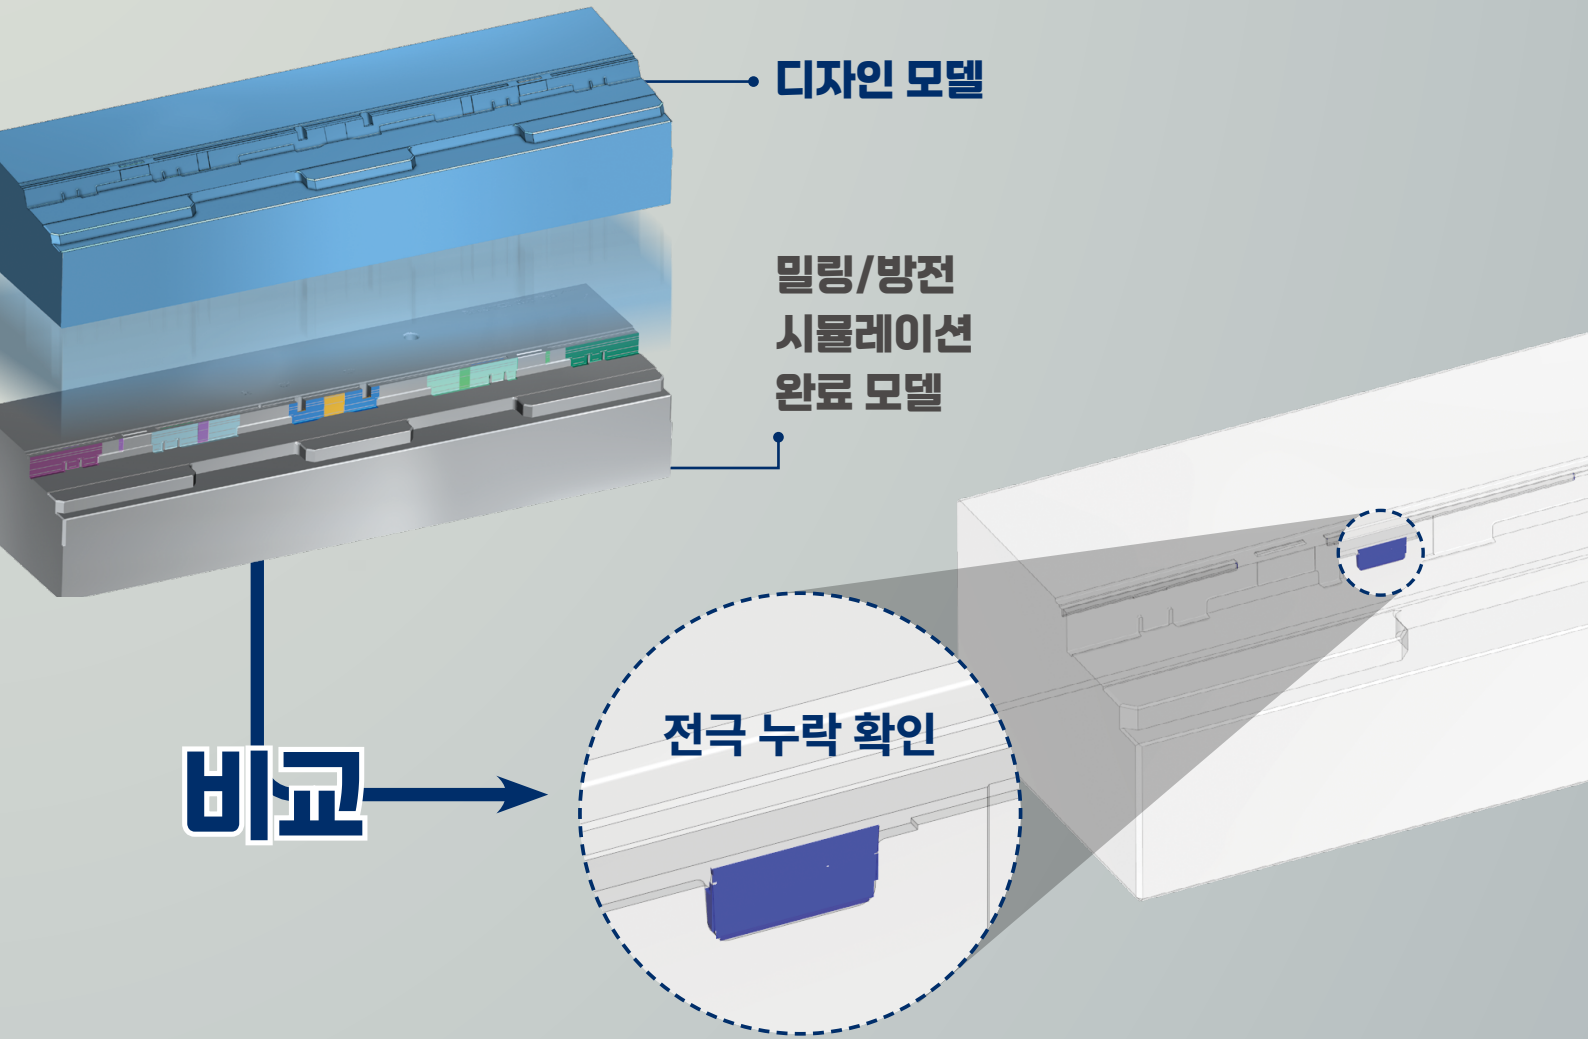 디자인 모델
밀링/방전
시뮬레이션
완료 모델
비교
전극 누락 확인